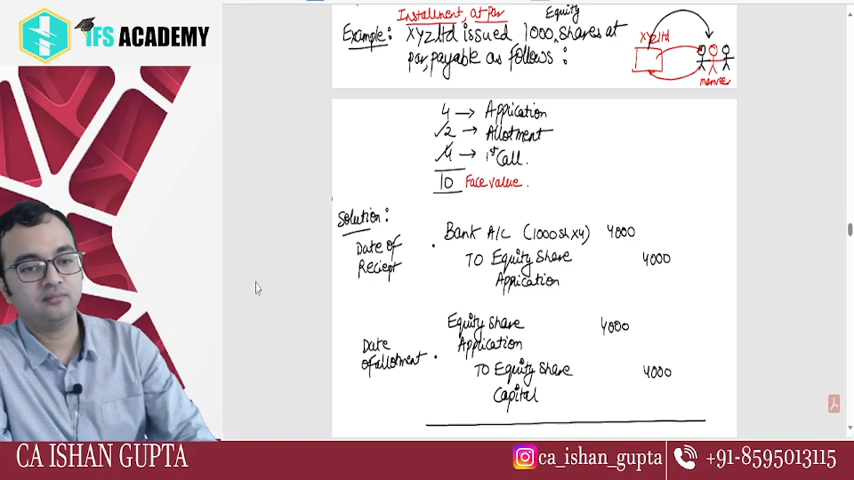 IFS ACADEMY
Installment, at par
Equity
Example: XYZ ltd issued 1000 shares at
par, payable as follows :
XYZ ltd
4 → Application
2 → Allotment
4 → 1st Call.
10 Face value.
Solution:
Date of Reciept
Bank A/C (1000sh x4) 4000
TO Equity Share 4000
Application
Date of allotment
Equity Share 4000
Application
TO Equity Share 4000
Capital
CA ISHAN GUPTA
ca_ishan_gupta
+91-8595013115